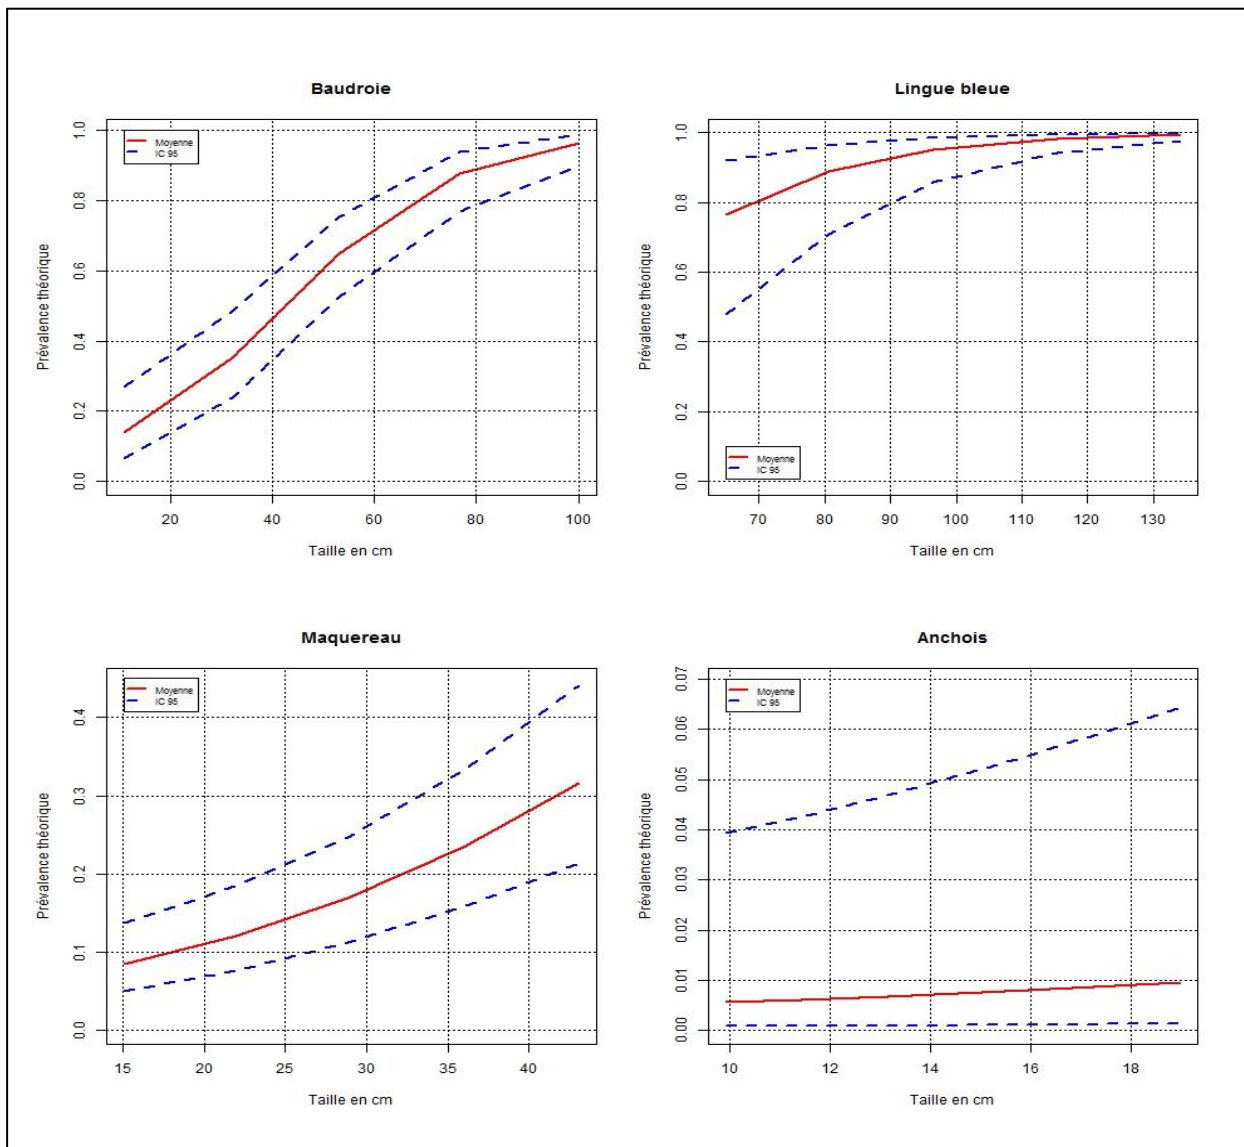 Baudroie
Moyenne
IC 95
Prévalence théorique
0.0 0.2 0.4 0.6 0.8 1.0
20 40 60 80 100
Taille en cm
Lingue bleue
Moyenne
IC 95
Prévalence théorique
0.0 0.2 0.4 0.6 0.8 1.0
70 80 90 100 110 120 130
Taille en cm
Maquereau
Moyenne
IC 95
Prévalence théorique
0.0 0.1 0.2 0.3 0.4
15 20 25 30 35 40
Taille en cm
Anchois
Moyenne
IC 95
Prévalence théorique
0.00 0.01 0.02 0.03 0.04 0.05 0.06 0.07
10 12 14 16 18
Taille en cm